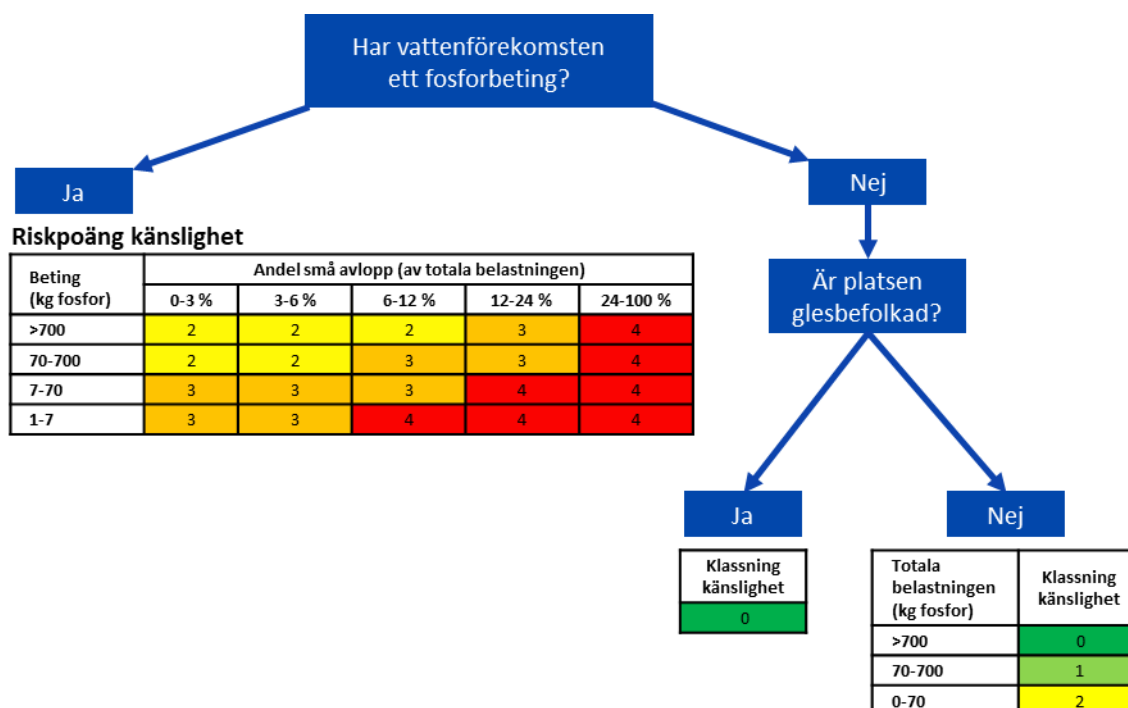 Har vattenförekomsten
ett fosforbeting?
Ja
Nej
Riskpoäng känslighet
Beting
(kg fosfor)
Andel små avlopp (av totala belastningen)
0-3 %
3-6 %
6-12 %
12-24 %
24-100 %
>700
2
2
2
3
4
70-700
2
2
3
3
4
7-70
3
3
3
4
4
1-7
3
3
4
4
4
Är platsen
glesbefolkad?
Ja
Klassning
känslighet
0
Nej
Totala
belastningen
(kg fosfor)
Klassning
känslighet
>700
0
70-700
1
0-70
2